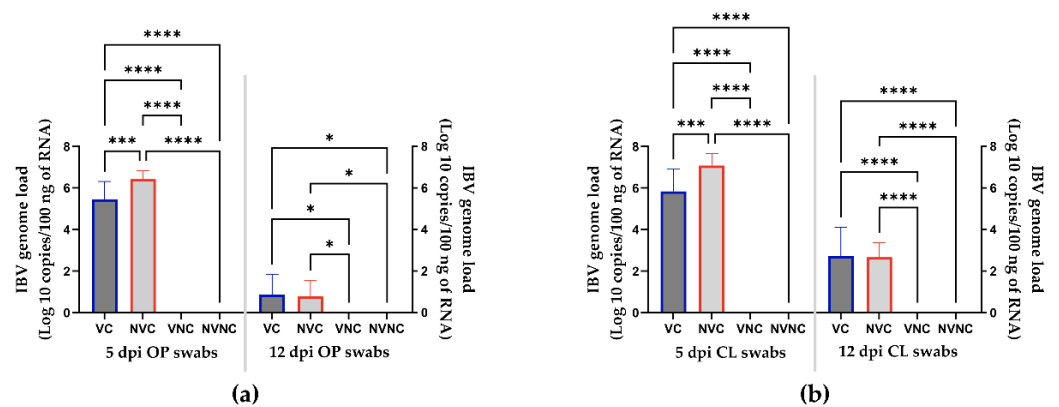 ****
****
****
*** ****
IBV genome load
(Log 10 copies/100 ng of RNA)
8
6
4
2
0
VC NVC VNC NVNC
5 dpi OP swabs
*
*
*
*
8
6
4
2
0
IBV genome load
(Log 10 copies/100 ng of RNA)
VC NVC VNC NVNC
12 dpi OP swabs
(a)
****
****
****
*** ****
IBV genome load
(Log 10 copies/100 ng of RNA)
8
6
4
2
0
VC NVC VNC NVNC
5 dpi CL swabs
****
****
****
****
8
6
4
2
0
IBV genome load
(Log 10 copies/100 ng of RNA)
VC NVC VNC NVNC
12 dpi CL swabs
(b)